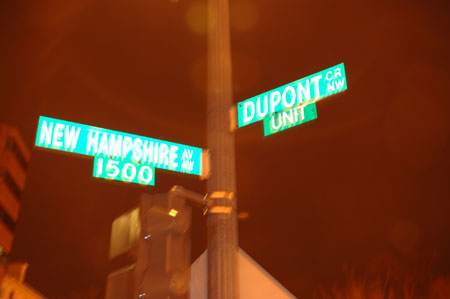 NEW HAMPSHIRE AV NW
1500
DUPONT CR NW
UNIT